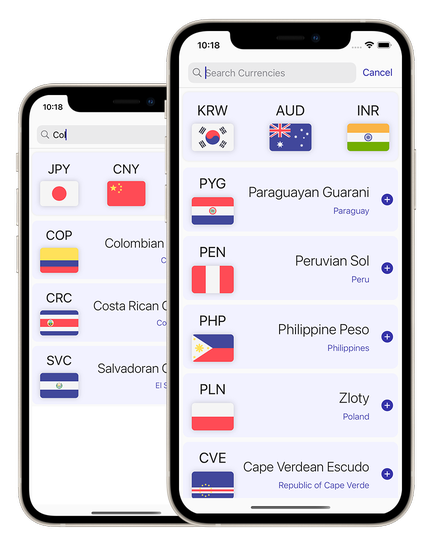 10:18
Col
JPY CNY
COP
Colombian
C
CRC
Costa Rican C
Co
SVC
Salvadoran C
El S
10:18
Search Currencies Cancel
KRW AUD INR
PYG
Paraguayan Guarani
Paraguay
PEN
Peruvian Sol
Peru
PHP
Philippine Peso
Philippines
PLN
Zloty
Poland
CVE
Cape Verdean Escudo
Republic of Cape Verde